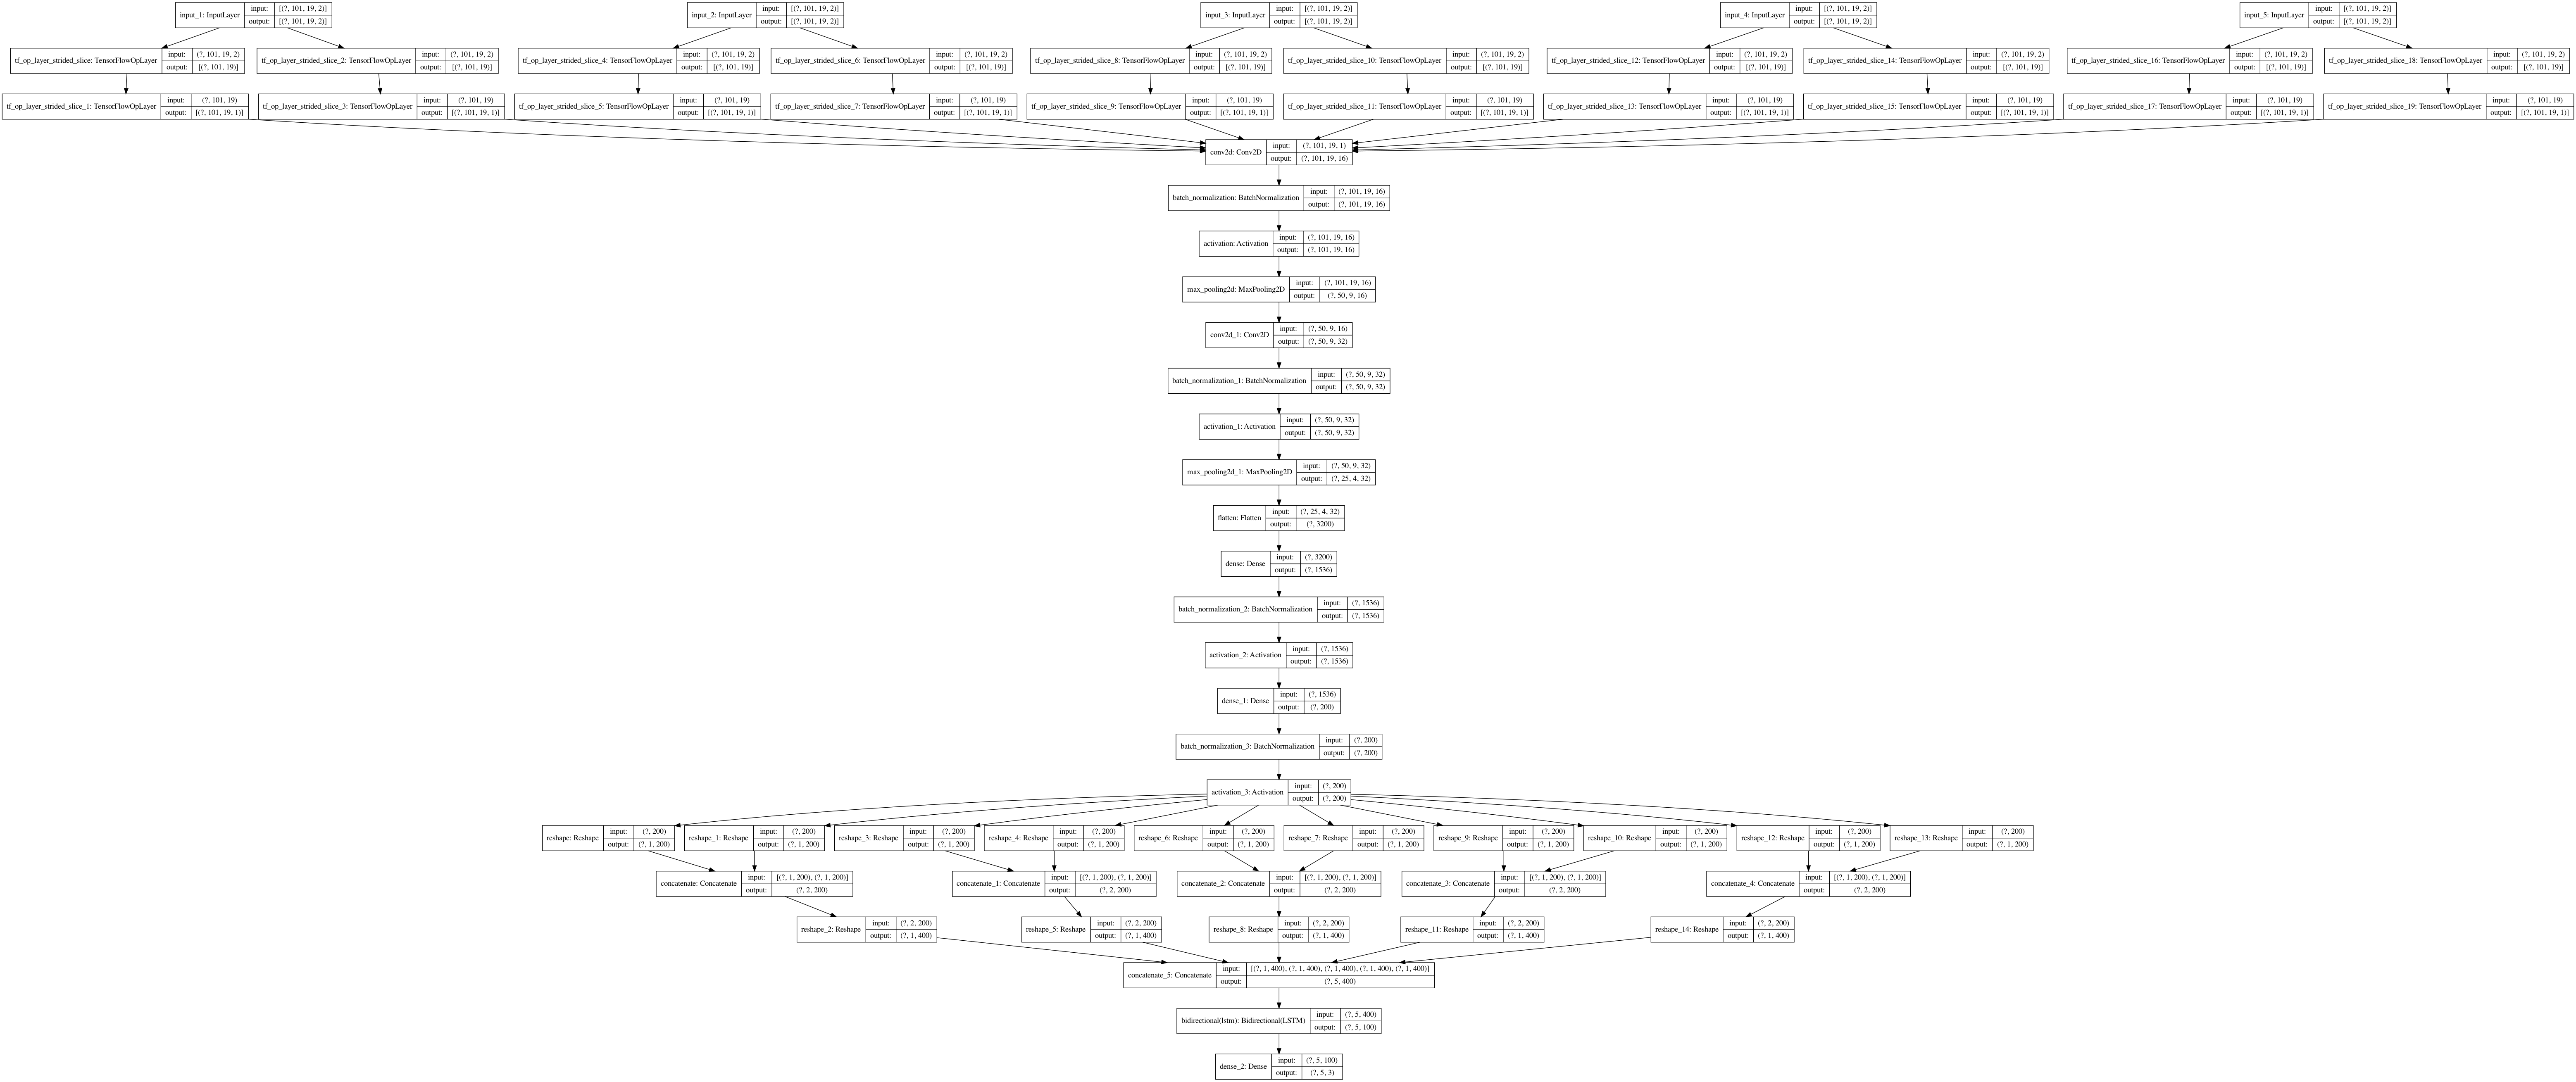 input_1: InputLayer input: [(?, 101, 19, 2)] output: [(?, 101, 19, 2)]
input_2: InputLayer input: [(?, 101, 19, 2)] output: [(?, 101, 19, 2)]
input_3: InputLayer input: [(?, 101, 19, 2)] output: [(?, 101, 19, 2)]
input_4: InputLayer input: [(?, 101, 19, 2)] output: [(?, 101, 19, 2)]
input_5: InputLayer input: [(?, 101, 19, 2)] output: [(?, 101, 19, 2)]
tf_op_layer_strided_slice: TensorFlowOpLayer input: (?, 101, 19, 2) output: [(?, 101, 19)]
tf_op_layer_strided_slice_2: TensorFlowOpLayer input: (?, 101, 19, 2) output: [(?, 101, 19)]
tf_op_layer_strided_slice_4: TensorFlowOpLayer input: (?, 101, 19, 2) output: [(?, 101, 19)]
tf_op_layer_strided_slice_6: TensorFlowOpLayer input: (?, 101, 19, 2) output: [(?, 101, 19)]
tf_op_layer_strided_slice_8: TensorFlowOpLayer input: (?, 101, 19, 2) output: [(?, 101, 19)]
tf_op_layer_strided_slice_10: TensorFlowOpLayer input: (?, 101, 19, 2) output: [(?, 101, 19)]
tf_op_layer_strided_slice_12: TensorFlowOpLayer input: (?, 101, 19, 2) output: [(?, 101, 19)]
tf_op_layer_strided_slice_14: TensorFlowOpLayer input: (?, 101, 19, 2) output: [(?, 101, 19)]
tf_op_layer_strided_slice_16: TensorFlowOpLayer input: (?, 101, 19, 2) output: [(?, 101, 19)]
tf_op_layer_strided_slice_18: TensorFlowOpLayer input: (?, 101, 19, 2) output: [(?, 101, 19)]
tf_op_layer_strided_slice_1: TensorFlowOpLayer input: (?, 101, 19) output: [(?, 101, 19, 1)]
tf_op_layer_strided_slice_3: TensorFlowOpLayer input: (?, 101, 19) output: [(?, 101, 19, 1)]
tf_op_layer_strided_slice_5: TensorFlowOpLayer input: (?, 101, 19) output: [(?, 101, 19, 1)]
tf_op_layer_strided_slice_7: TensorFlowOpLayer input: (?, 101, 19) output: [(?, 101, 19, 1)]
tf_op_layer_strided_slice_9: TensorFlowOpLayer input: (?, 101, 19) output: [(?, 101, 19, 1)]
tf_op_layer_strided_slice_11: TensorFlowOpLayer input: (?, 101, 19) output: [(?, 101, 19, 1)]
tf_op_layer_strided_slice_13: TensorFlowOpLayer input: (?, 101, 19) output: [(?, 101, 19, 1)]
tf_op_layer_strided_slice_15: TensorFlowOpLayer input: (?, 101, 19) output: [(?, 101, 19, 1)]
tf_op_layer_strided_slice_17: TensorFlowOpLayer input: (?, 101, 19) output: [(?, 101, 19, 1)]
tf_op_layer_strided_slice_19: TensorFlowOpLayer input: (?, 101, 19) output: [(?, 101, 19, 1)]
conv2d: Conv2D input: (?, 101, 19, 1) output: (?, 101, 19, 16)
batch_normalization: BatchNormalization input: (?, 101, 19, 16) output: (?, 101, 19, 16)
activation: Activation input: (?, 101, 19, 16) output: (?, 101, 19, 16)
max_pooling2d: MaxPooling2D input: (?, 101, 19, 16) output: (?, 50, 9, 16)
conv2d_1: Conv2D input: (?, 50, 9, 16) output: (?, 50, 9, 32)
batch_normalization_1: BatchNormalization input: (?, 50, 9, 32) output: (?, 50, 9, 32)
activation_1: Activation input: (?, 50, 9, 32) output: (?, 50, 9, 32)
max_pooling2d_1: MaxPooling2D input: (?, 50, 9, 32) output: (?, 25, 4, 32)
flatten: Flatten input: (?, 25, 4, 32) output: (?, 3200)
dense: Dense input: (?, 3200) output: (?, 1536)
batch_normalization_2: BatchNormalization input: (?, 1536) output: (?, 1536)
activation_2: Activation input: (?, 1536) output: (?, 1536)
dense_1: Dense input: (?, 1536) output: (?, 200)
batch_normalization_3: BatchNormalization input: (?, 200) output: (?, 200)
activation_3: Activation input: (?, 200) output: (?, 200)
reshape: Reshape input: (?, 200) output: (?, 1, 200)
reshape_1: Reshape input: (?, 200) output: (?, 1, 200)
reshape_3: Reshape input: (?, 200) output: (?, 1, 200)
reshape_4: Reshape input: (?, 200) output: (?, 1, 200)
reshape_6: Reshape input: (?, 200) output: (?, 1, 200)
reshape_7: Reshape input: (?, 200) output: (?, 1, 200)
reshape_9: Reshape input: (?, 200) output: (?, 1, 200)
reshape_10: Reshape input: (?, 200) output: (?, 1, 200)
reshape_12: Reshape input: (?, 200) output: (?, 1, 200)
reshape_13: Reshape input: (?, 200) output: (?, 1, 200)
concatenate: Concatenate input: [(?, 1, 200), (?, 1, 200)] output: (?, 2, 200)
concatenate_1: Concatenate input: [(?, 1, 200), (?, 1, 200)] output: (?, 2, 200)
concatenate_2: Concatenate input: [(?, 1, 200), (?, 1, 200)] output: (?, 2, 200)
concatenate_3: Concatenate input: [(?, 1, 200), (?, 1, 200)] output: (?, 2, 200)
concatenate_4: Concatenate input: [(?, 1, 200), (?, 1, 200)] output: (?, 2, 200)
reshape_2: Reshape input: (?, 2, 200) output: (?, 1, 400)
reshape_5: Reshape input: (?, 2, 200) output: (?, 1, 400)
reshape_8: Reshape input: (?, 2, 200) output: (?, 1, 400)
reshape_11: Reshape input: (?, 2, 200) output: (?, 1, 400)
reshape_14: Reshape input: (?, 2, 200) output: (?, 1, 400)
concatenate_5: Concatenate input: [(?, 1, 400), (?, 1, 400), (?, 1, 400), (?, 1, 400), (?, 1, 400)] output: (?, 5, 400)
bidirectional(lstm): Bidirectional(LSTM) input: (?, 5, 400) output: (?, 5, 100)
dense_2: Dense input: (?, 5, 100) output: (?, 5, 3)